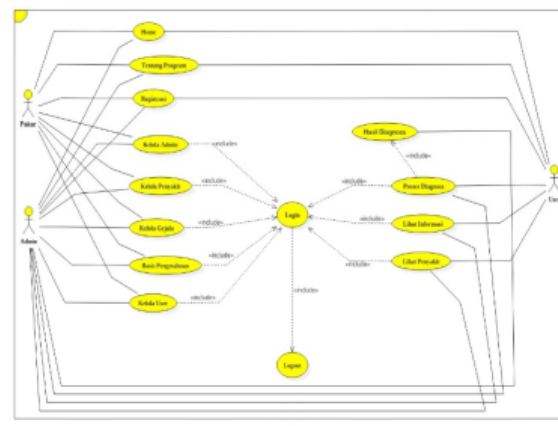 Home
Tentang Program
Registrasi
Pakar
Kelola Admin
«include»
Hasil Diagnosa
«include»
Kelola Penyakit
«include»
«include»
Proses Diagnosa
User
Admin
Login
Kelola Gejala
«include»
«include»
Lihat Informasi
Basis Pengetahuan
«include»
«include»
Lihat Penyakit
Kelola User
«include»
«include»
Logout